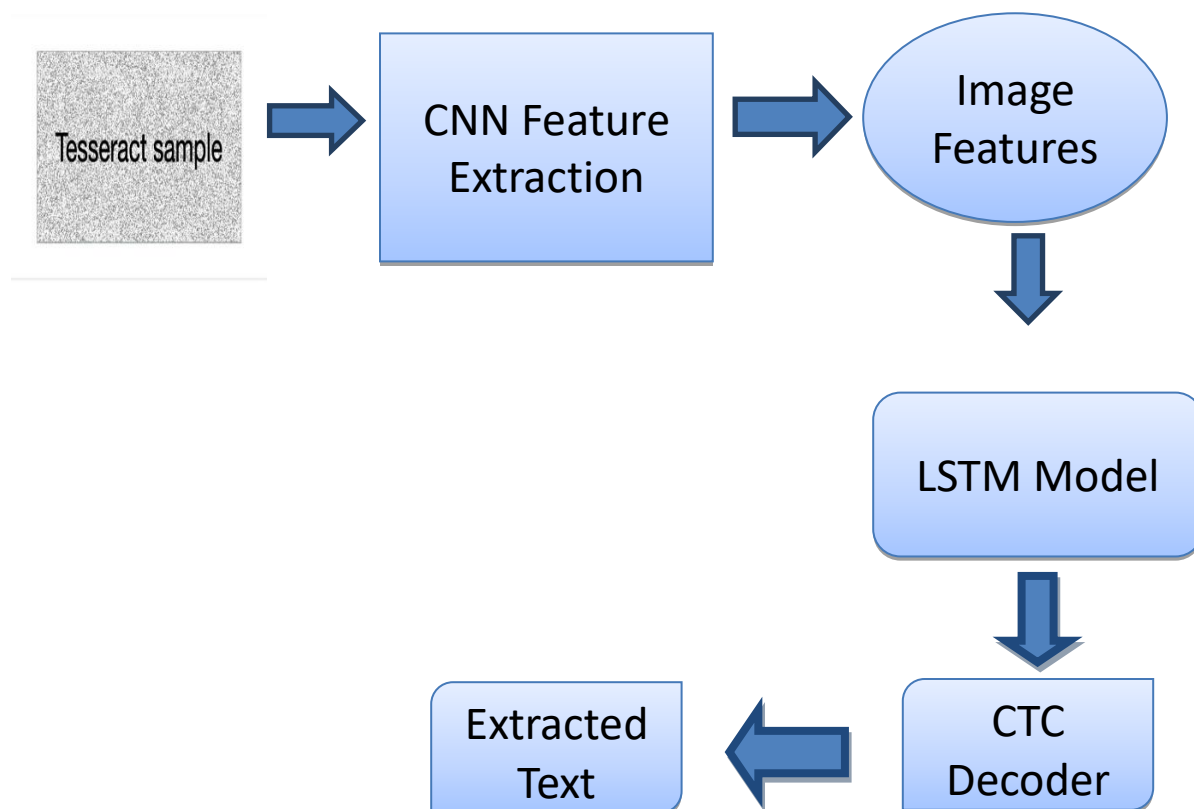 Tesseract sample
CNN Feature
Extraction
Image
Features
LSTM Model
CTC
Decoder
Extracted
Text